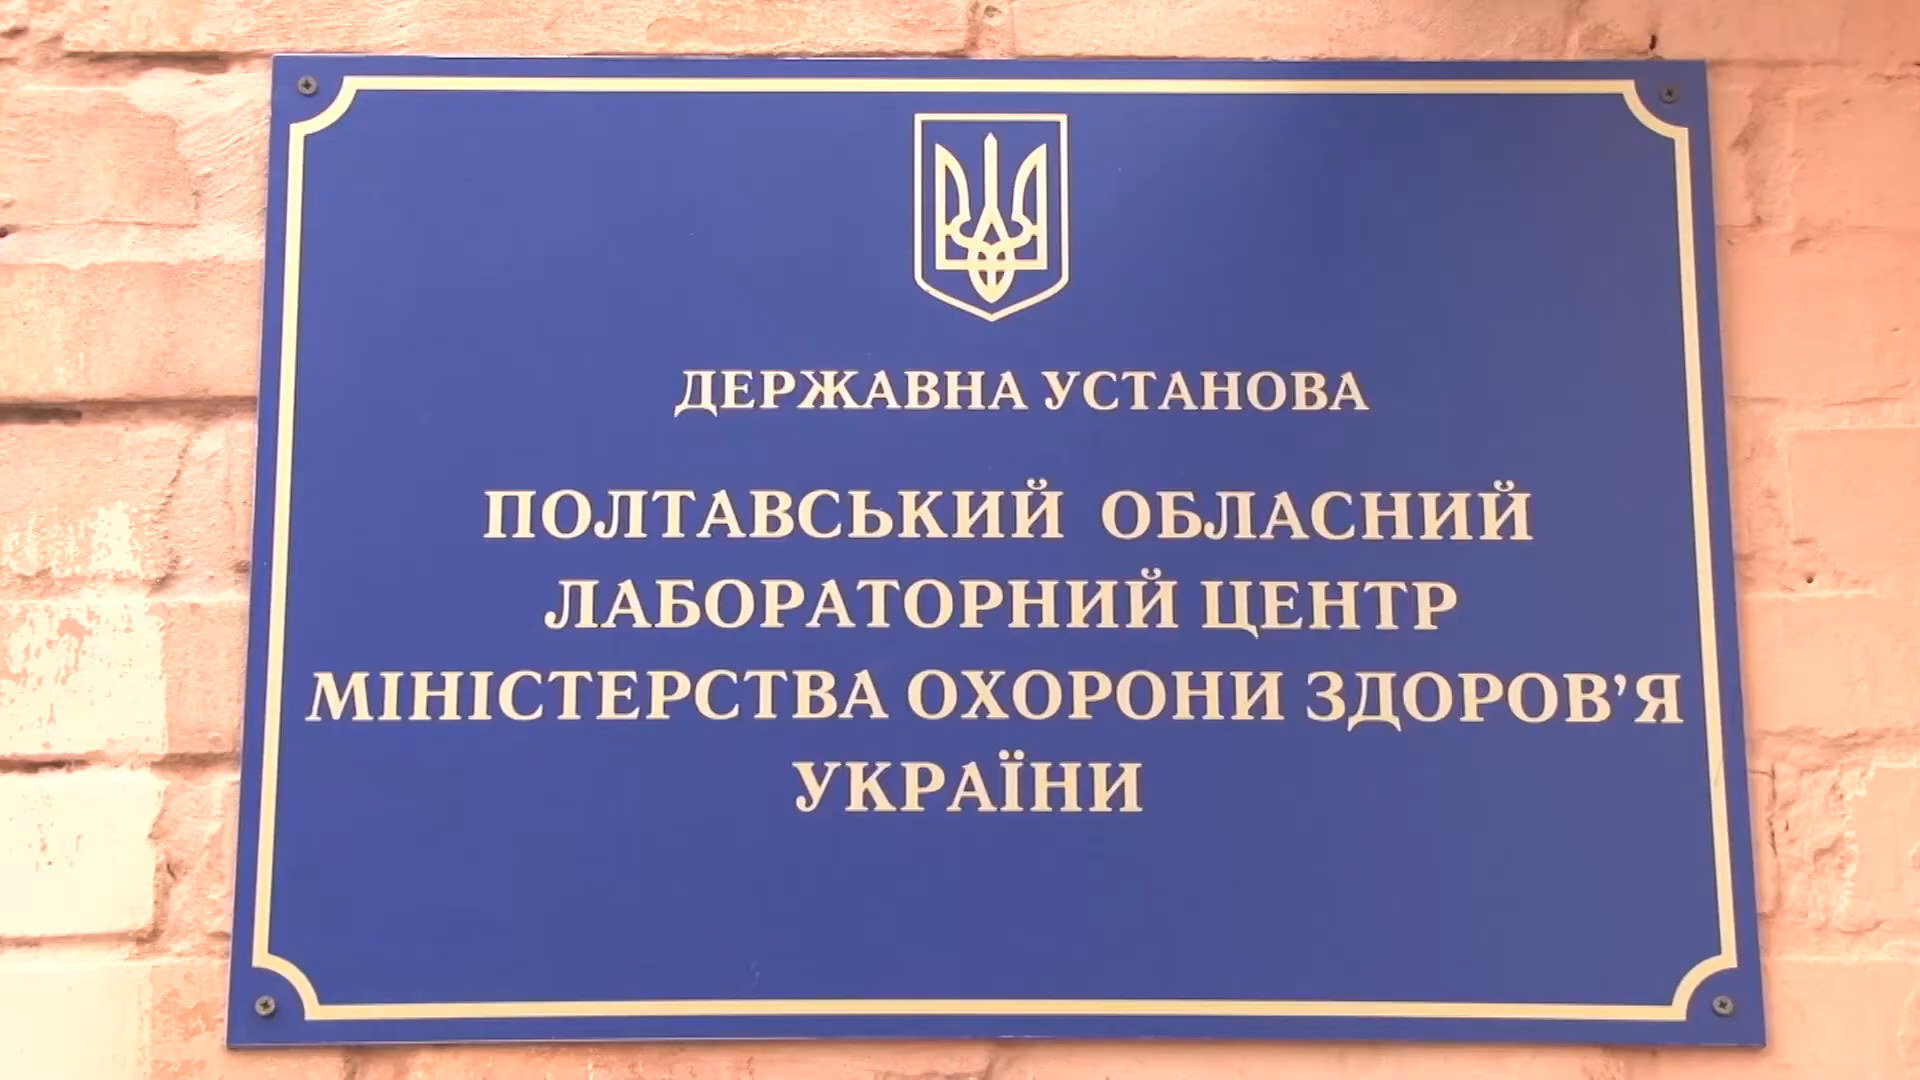 ДЕРЖАВНА УСТАНОВА
ПОЛТАВСЬКИЙ ОБЛАСНИЙ
ЛАБОРАТОРНИЙ ЦЕНТР
МІНІСТЕРСТВА ОХОРОНИ ЗДОРОВ’Я
УКРАЇНИ